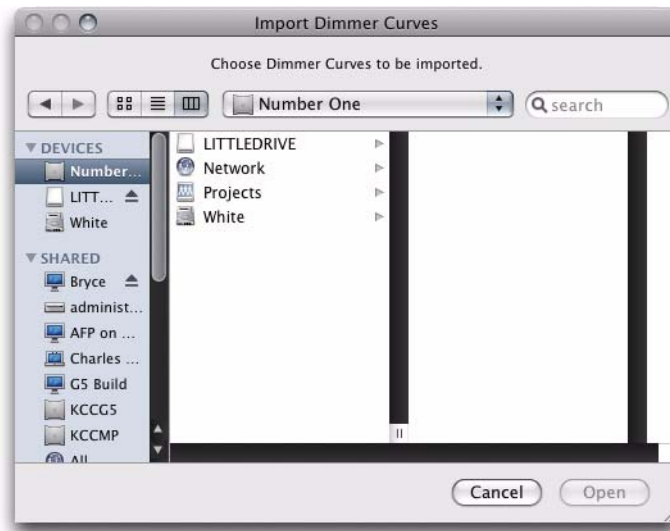 Import Dimmer Curves
Choose Dimmer Curves to be imported.
Number One
search
DEVICES
Number...
LITT...
White
SHARED
Bryce
administ...
AFP on ...
Charles ...
G5 Build
KCCG5
KCCMP
All
LITTLEDRIVE
Network
Projects
White
Cancel
Open